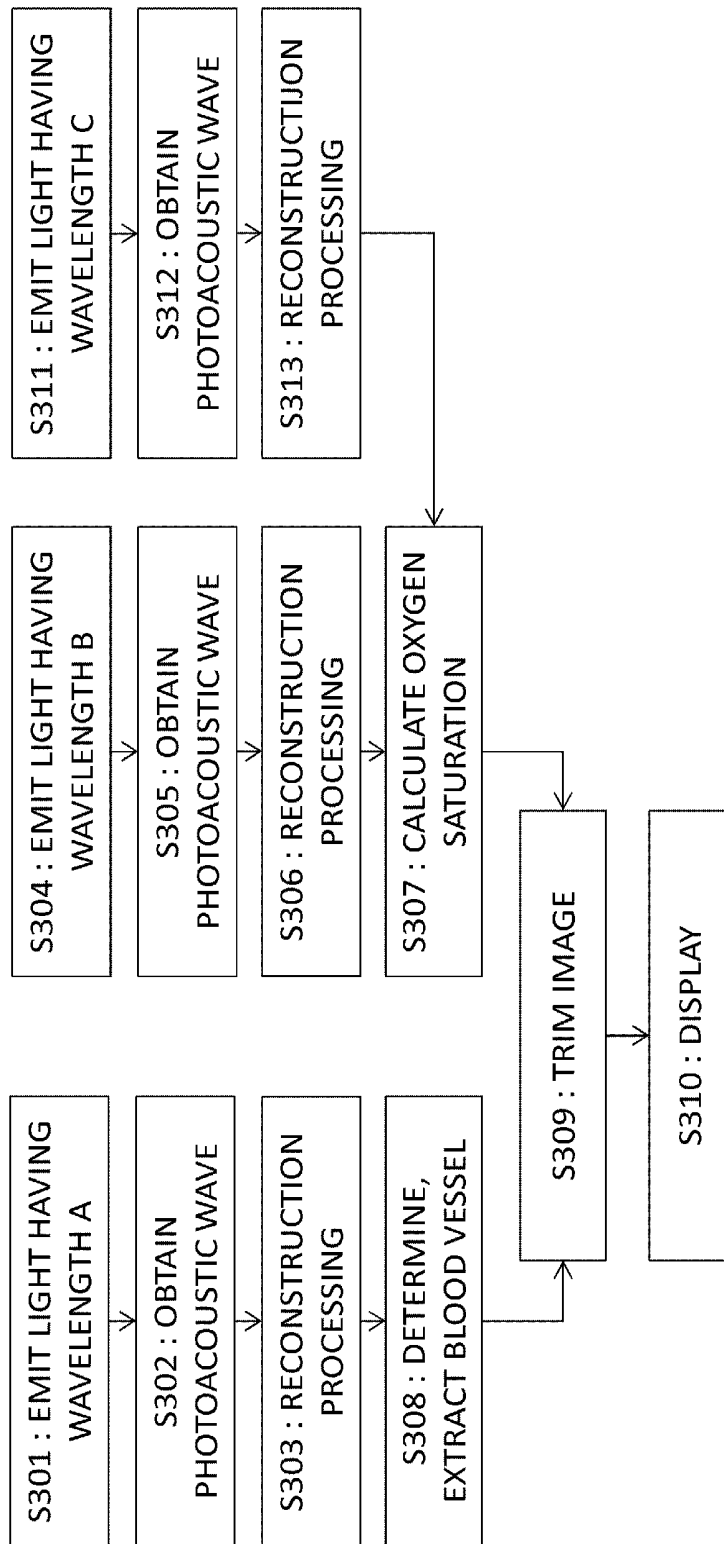 S301 : EMIT LIGHT HAVING
WAVELENGTH A
S302 : OBTAIN
PHOTOACOUSTIC WAVE
S303 : RECONSTRUCTION
PROCESSING
S308 : DETERMINE,
EXTRACT BLOOD VESSEL
S304 : EMIT LIGHT HAVING
WAVELENGTH B
S305 : OBTAIN
PHOTOACOUSTIC WAVE
S306 : RECONSTRUCTION
PROCESSING
S307 : CALCULATE OXYGEN
SATURATION
S311 : EMIT LIGHT HAVING
WAVELENGTH C
S312 : OBTAIN
PHOTOACOUSTIC WAVE
S313 : RECONSTRUCTIJON
PROCESSING
S309 : TRIM IMAGE
S310 : DISPLAY